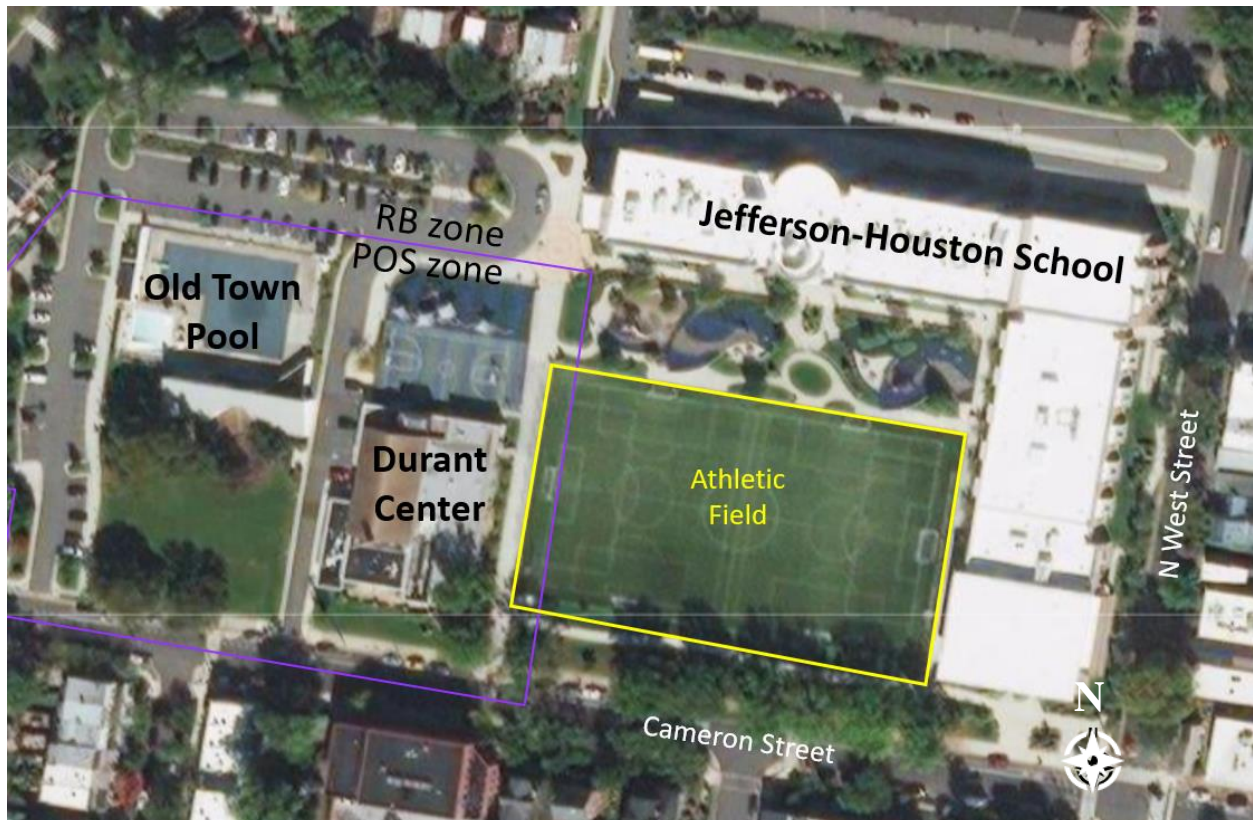 RB zone
POS zone
Jefferson-Houston School
Old Town
Pool
Durant
Center
Athletic
Field
N West Street
Cameron Street
N